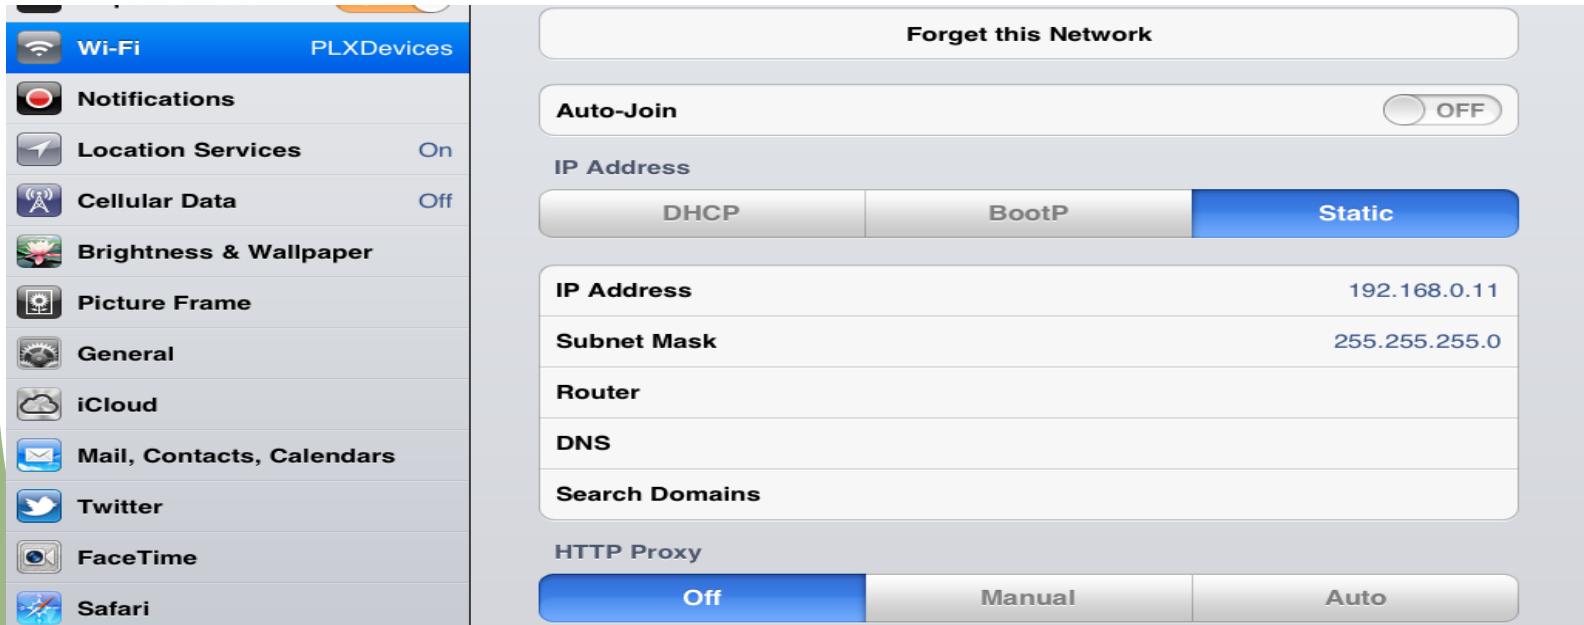 Wi-Fi PLXDevices
Notifications
Location Services On
Cellular Data Off
Brightness & Wallpaper
Picture Frame
General
iCloud
Mail, Contacts, Calendars
Twitter
FaceTime
Safari
Forget this Network
Auto-Join OFF
IP Address
DHCP BootP Static
IP Address 192.168.0.11
Subnet Mask 255.255.255.0
Router
DNS
Search Domains
HTTP Proxy
Off Manual Auto